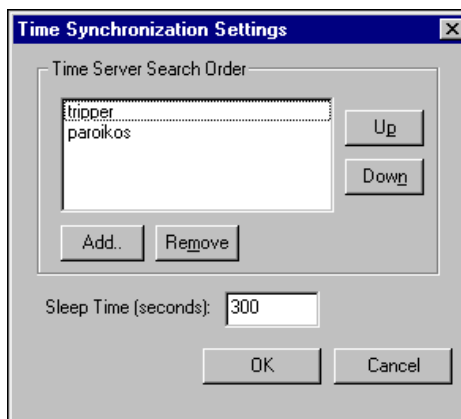 Time Synchronization Settings
Time Server Search Order
tripper
paroikos
Up
Down
Add..
Remove
Sleep Time (seconds):
300
OK
Cancel